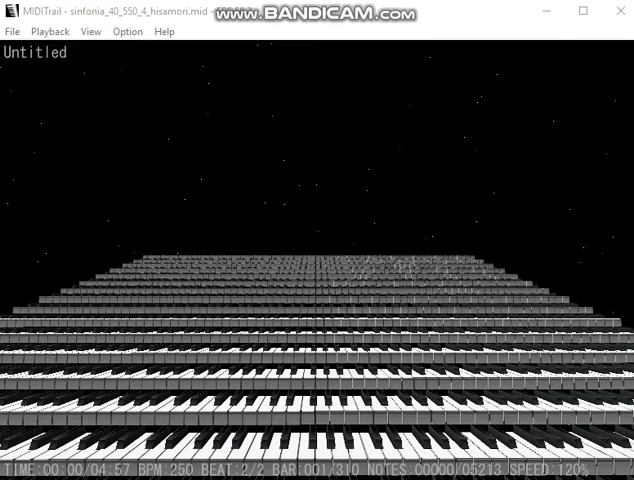 MIDITrail - sinfonia_40_550_4_hisamori.mid -
www.BANDICAM.com
File Playback View Option Help
Untitled
TIME:00:00/04:57 BPM:250 BEAT:2/2 BAR:001/310 NOTES:00000/05213 SPEED:120%